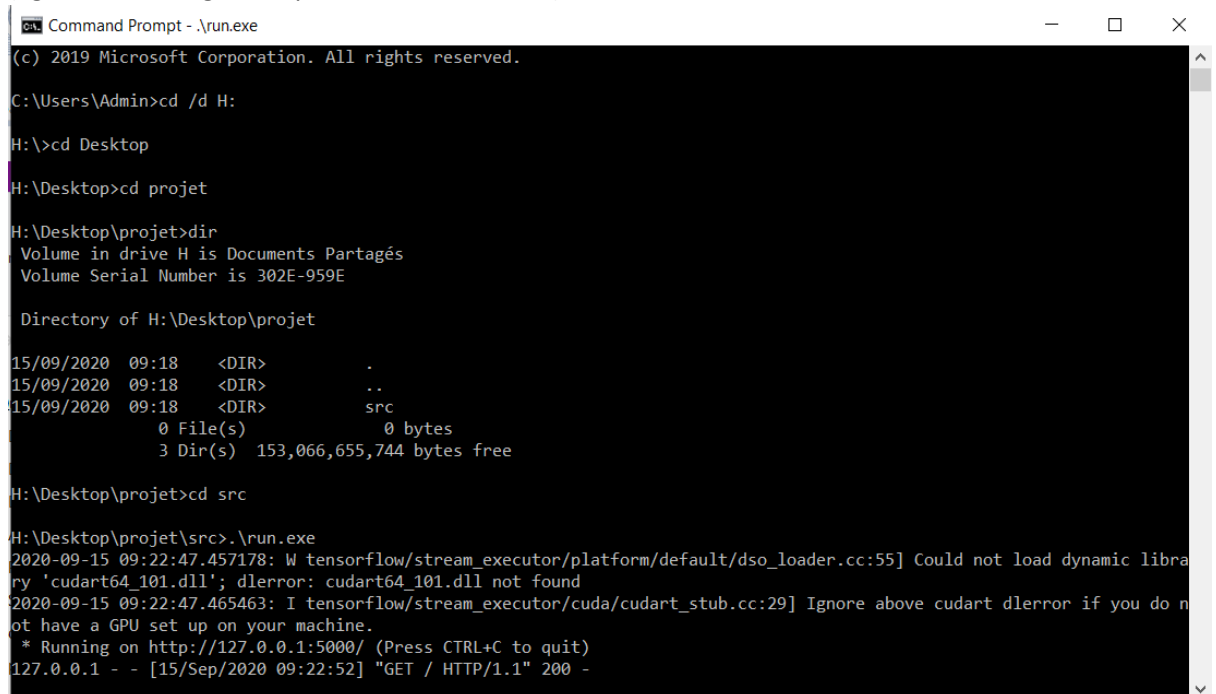 Command Prompt - .\run.exe
(c) 2019 Microsoft Corporation. All rights reserved.
C:\Users\Admin>cd /d H:
H:\>cd Desktop
H:\Desktop>cd projet
H:\Desktop\projet>dir
Volume in drive H is Documents Partagés
Volume Serial Number is 302E-959E
Directory of H:\Desktop\projet
15/09/2020  09:18    <DIR>          .
15/09/2020  09:18    <DIR>          ..
15/09/2020  09:18    <DIR>          src
0 File(s)              0 bytes
3 Dir(s)  153,066,655,744 bytes free
H:\Desktop\projet>cd src
H:\Desktop\projet\src>.\run.exe
2020-09-15 09:22:47.457178: W tensorflow/stream_executor/platform/default/dso_loader.cc:55] Could not load dynamic libra
ry 'cudart64_101.dll'; dlerror: cudart64_101.dll not found
2020-09-15 09:22:47.465463: I tensorflow/stream_executor/cuda/cudart_stub.cc:29] Ignore above cudart dlerror if you do n
ot have a GPU set up on your machine.
* Running on http://127.0.0.1:5000/ (Press CTRL+C to quit)
127.0.0.1 - - [15/Sep/2020 09:22:52] "GET / HTTP/1.1" 200 -